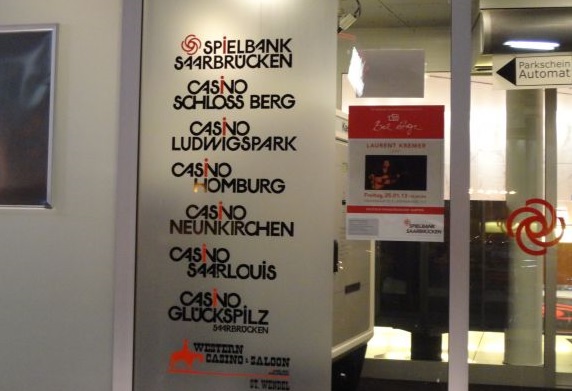 SPiELBANK
SAARBRÜCKEN
CASiNO
SCHLOSS BERG
CASiNO
LUDWIGSPARK
CASiNO
HOMBURG
CASiNO
NEUNKIRCHEN
CASiNO
SAARLOUIS
CASiNO
GLÜCKSPILZ
SAARBRÜCKEN
WESTERN
CASINO & SALOON
ST. WENDEL
LAURENT KREMER
Freitag,
SPIELBANK
SAARBRÜCKEN
Parkschein
Automat